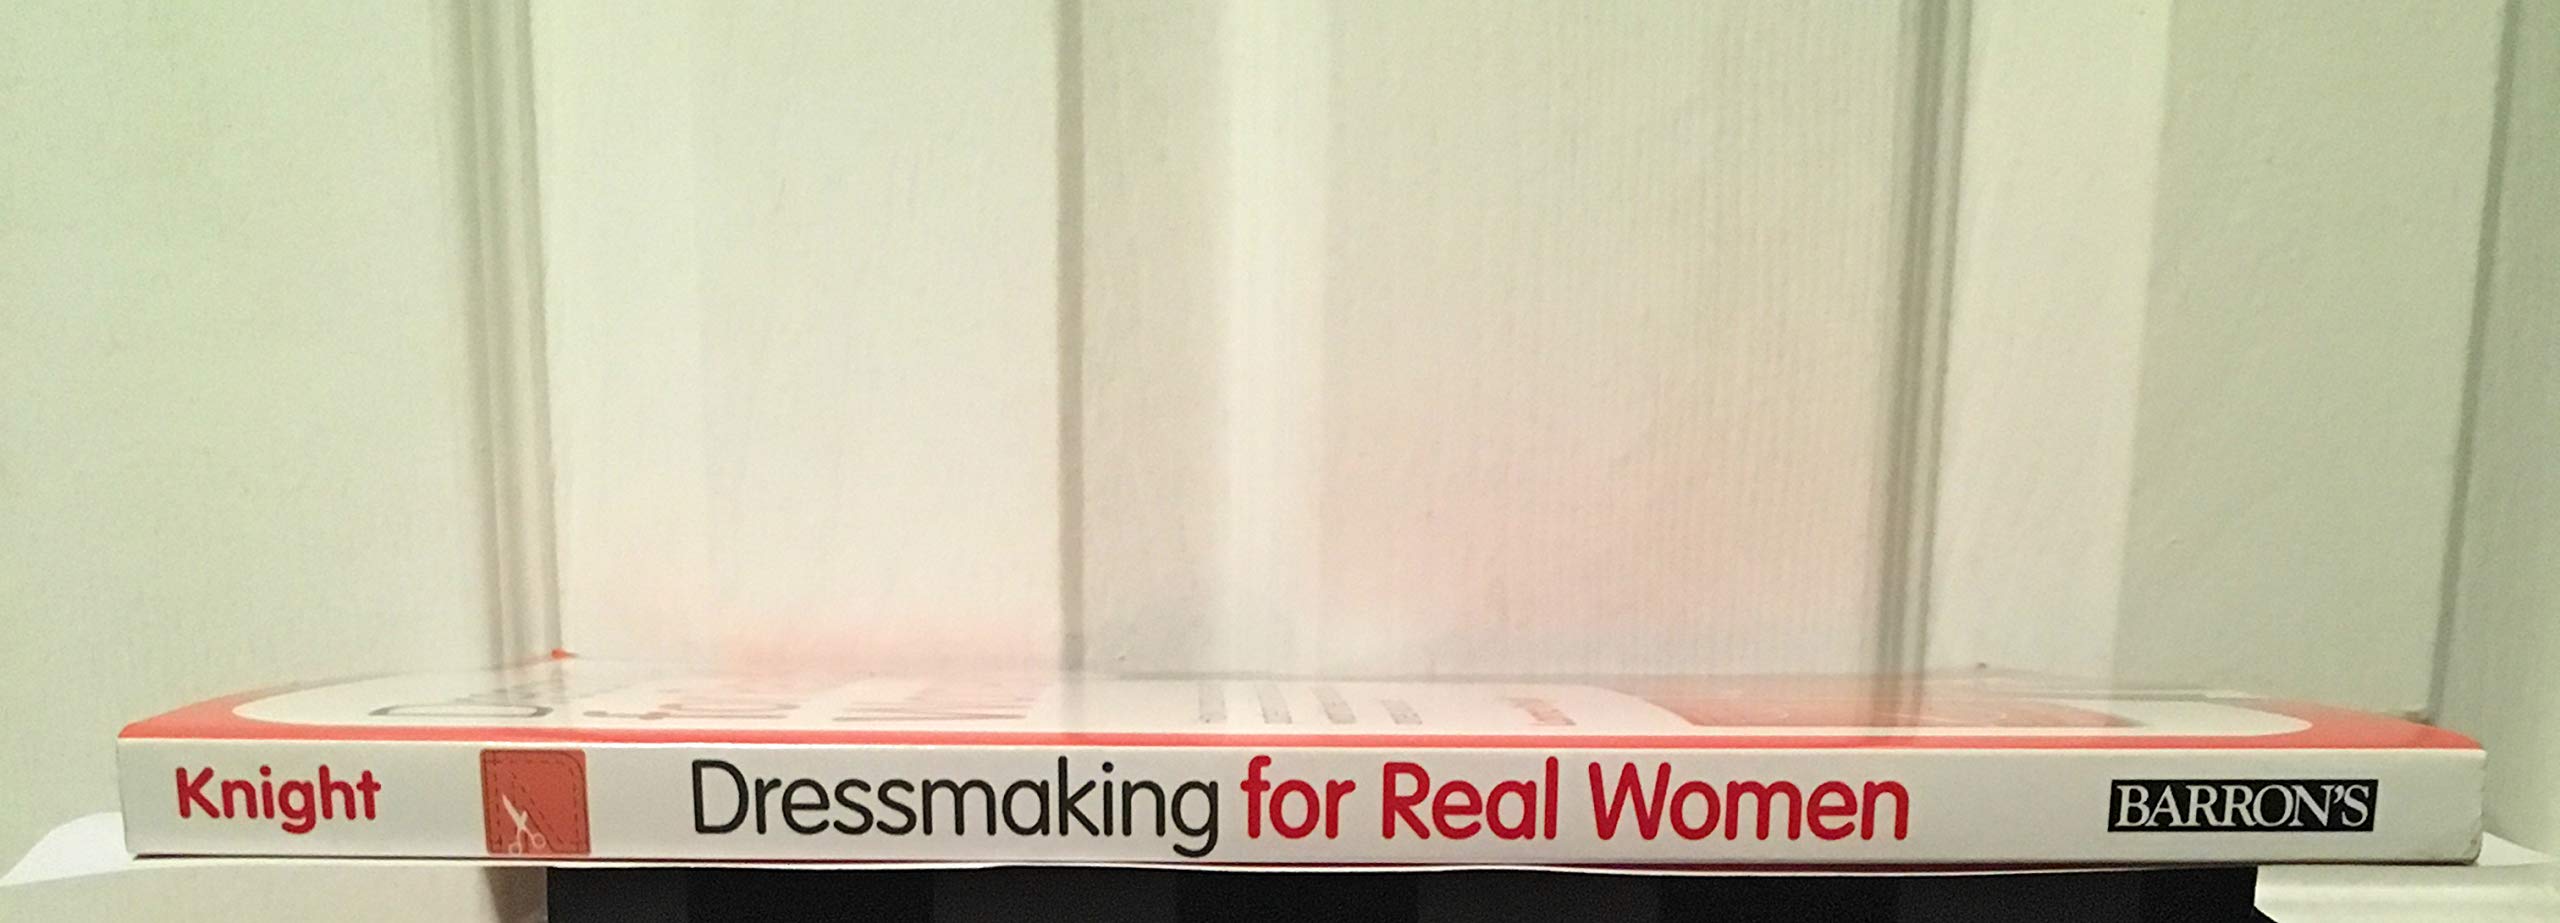 Knight Dressmaking for Real Women BARRON'S